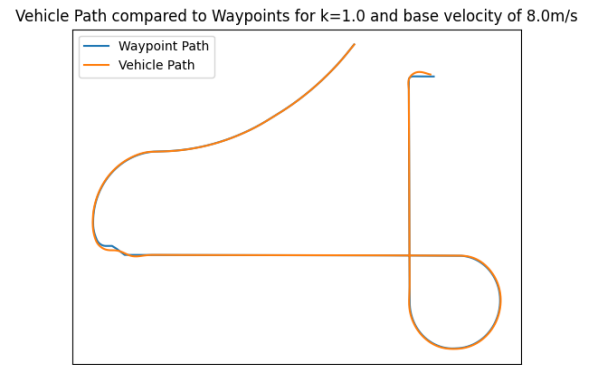 Vehicle Path compared to Waypoints for k=1.0 and base velocity of 8.0m/s
Waypoint Path
Vehicle Path